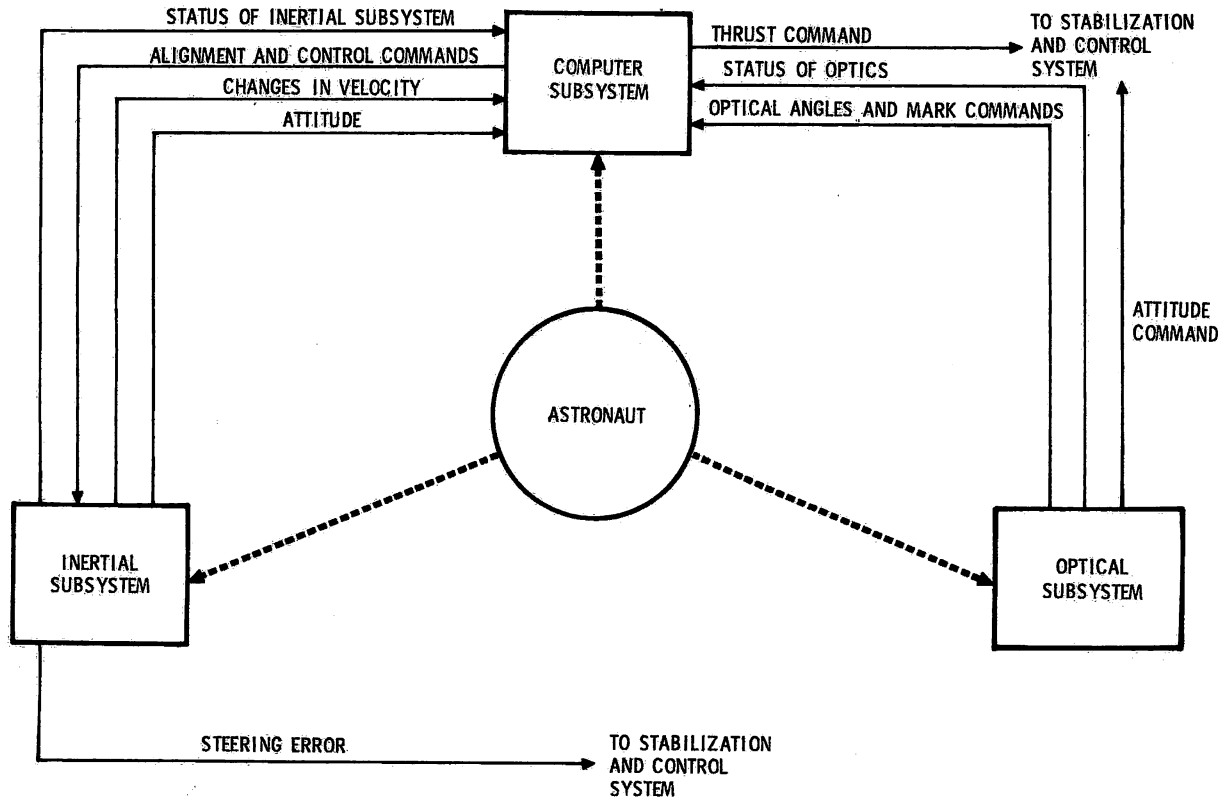 STATUS OF INERTIAL SUBSYSTEM
ALIGNMENT AND CONTROL COMMANDS
CHANGES IN VELOCITY
ATTITUDE
COMPUTER
SUBSYSTEM
THRUST COMMAND
STATUS OF OPTICS
OPTICAL ANGLES AND MARK COMMANDS
TO STABILIZATION
AND CONTROL
SYSTEM
ATTITUDE
COMMAND
ASTRONAUT
INERTIAL
SUBSYSTEM
OPTICAL
SUBSYSTEM
STEERING ERROR
TO STABILIZATION
AND CONTROL
SYSTEM